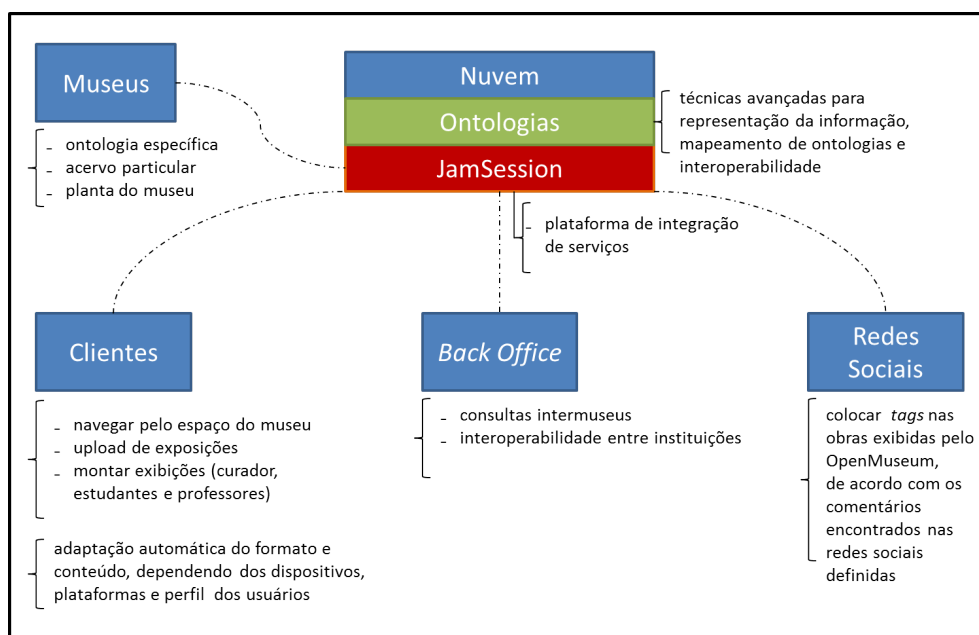 Museus
- ontologia específica
- acervo particular
- planta do museu
Nuvem
Ontologias
JamSession
técnicas avançadas para
representação da informação,
mapeamento de ontologias e
interoperabilidade
- plataforma de integração
de serviços
Clientes
- navegar pelo espaço do museu
- upload de exposições
- montar exibições (curador,
estudantes e professores)
adaptação automática do formato e
conteúdo, dependendo dos dispositivos,
plataformas e perfil dos usuários
Back Office
- consultas intermuseus
- interoperabilidade entre instituições
Redes
Sociais
colocar tags nas
obras exibidas pelo
OpenMuseum,
de acordo com os
comentários
encontrados nas
redes sociais
definidas